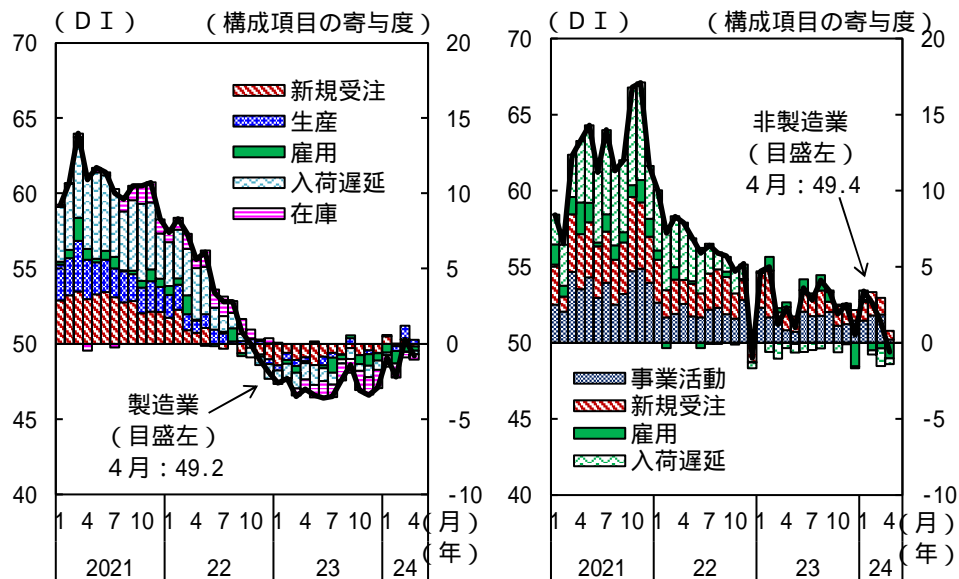 (ＤＩ) (構成項目の寄与度)
70 20
65 15
60 10
55 5
50 0
45 -5
40 -10
新規受注
生産
雇用
入荷遅延
在庫
製造業
(目盛左)
４月：49.2
1 4 7 10 1 4 7 10 1 4 7 10 1 4 (月)
2021 22 23 24 (年)
(ＤＩ) (構成項目の寄与度)
70 20
65 15
60 10
55 5
50 0
45 -5
40 -10
非製造業
(目盛左)
４月：49.4
事業活動
新規受注
雇用
入荷遅延
1 4 7 10 1 4 7 10 1 4 7 10 1 4 (月)
2021 22 23 24 (年)